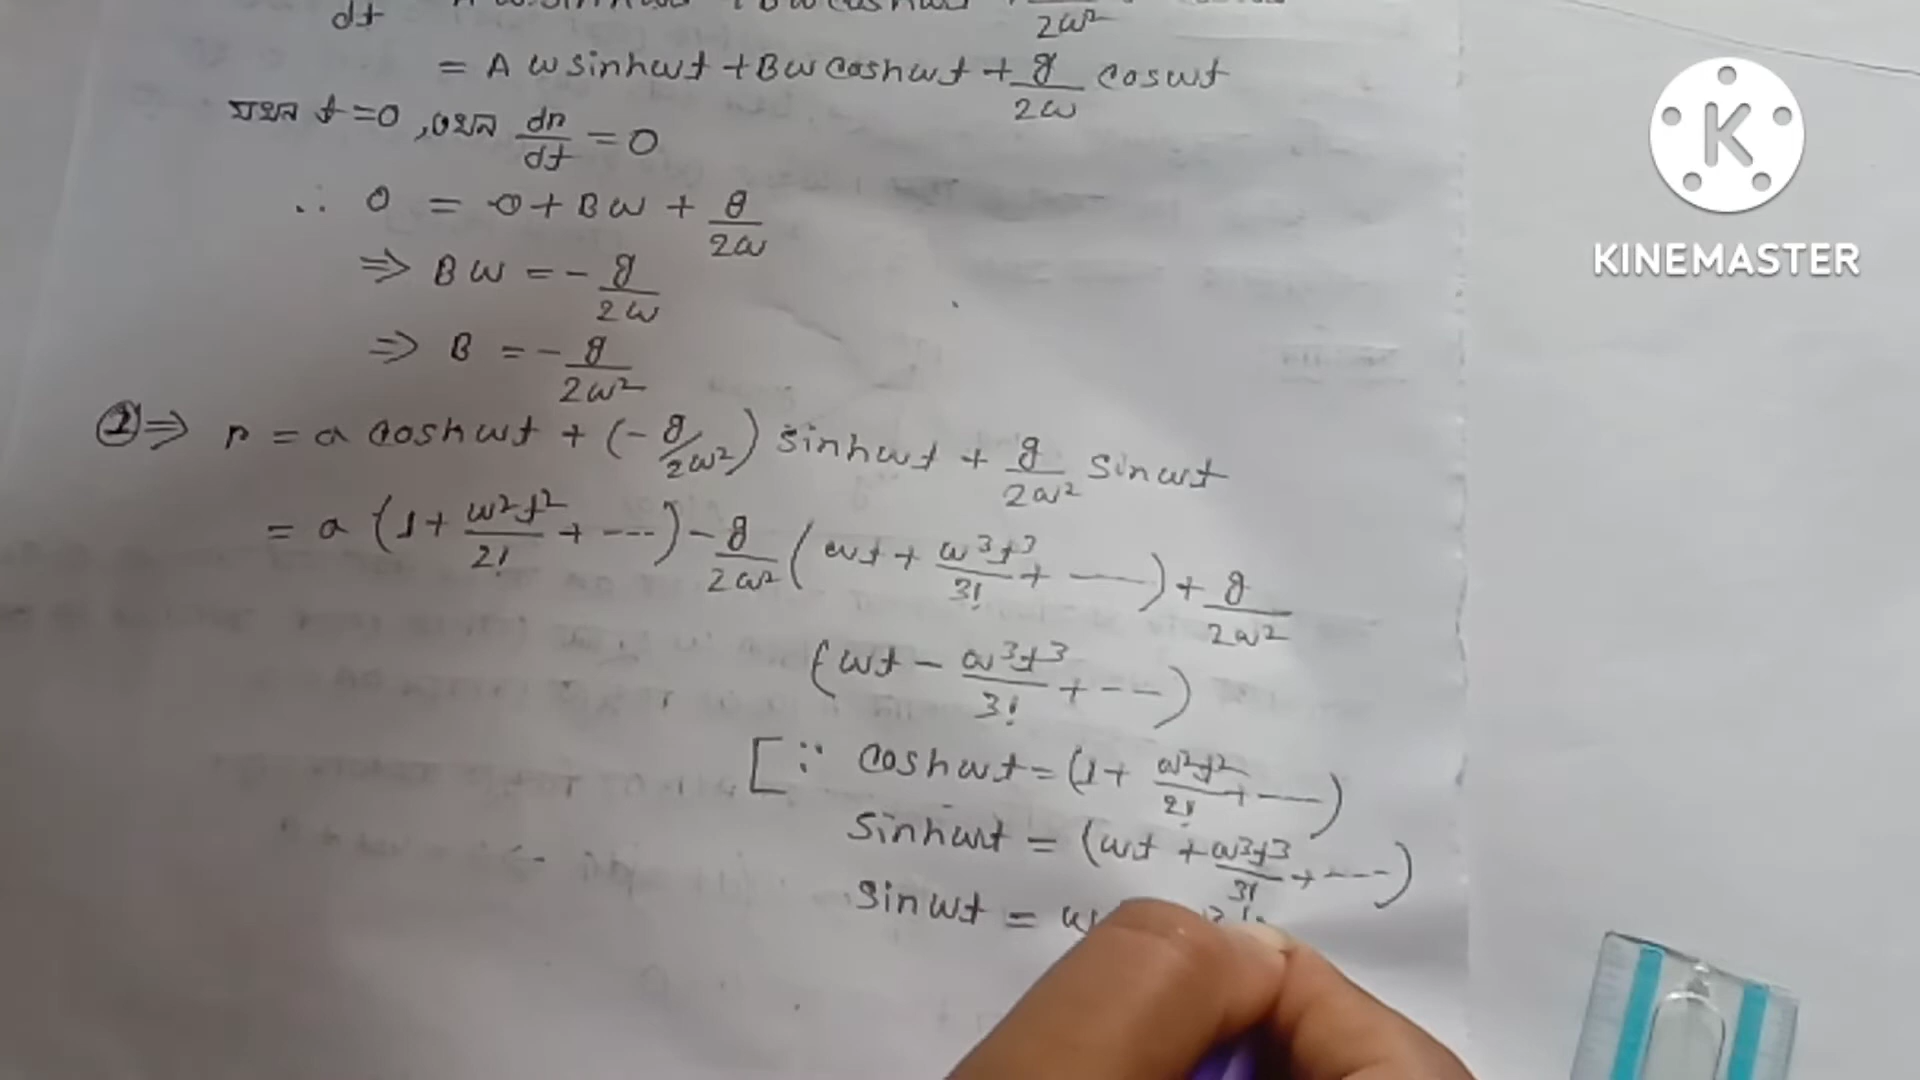 dt 2ω²
= A ω sinhωt + Bω coshωt + g/2ω cosωt
যখন t = 0, তখন dr/dt = 0
∴ 0 = 0 + Bω + g/2ω
⇒ Bω = - g/2ω
⇒ B = - g/2ω²
② ⇒ r = a coshωt + (- g/2ω²) sinhωt + g/2ω² sinωt
= a (1 + ω²t²/2! + ---) - g/2ω² (ωt + ω³t³/3! + ---) + g/2ω²
(ωt - ω³t³/3! + ---)
[∵ coshωt = (1 + ω²t²/2! + ---)
sinhωt = (ωt + ω³t³/3! + ---)
sinωt =
KINEMASTER